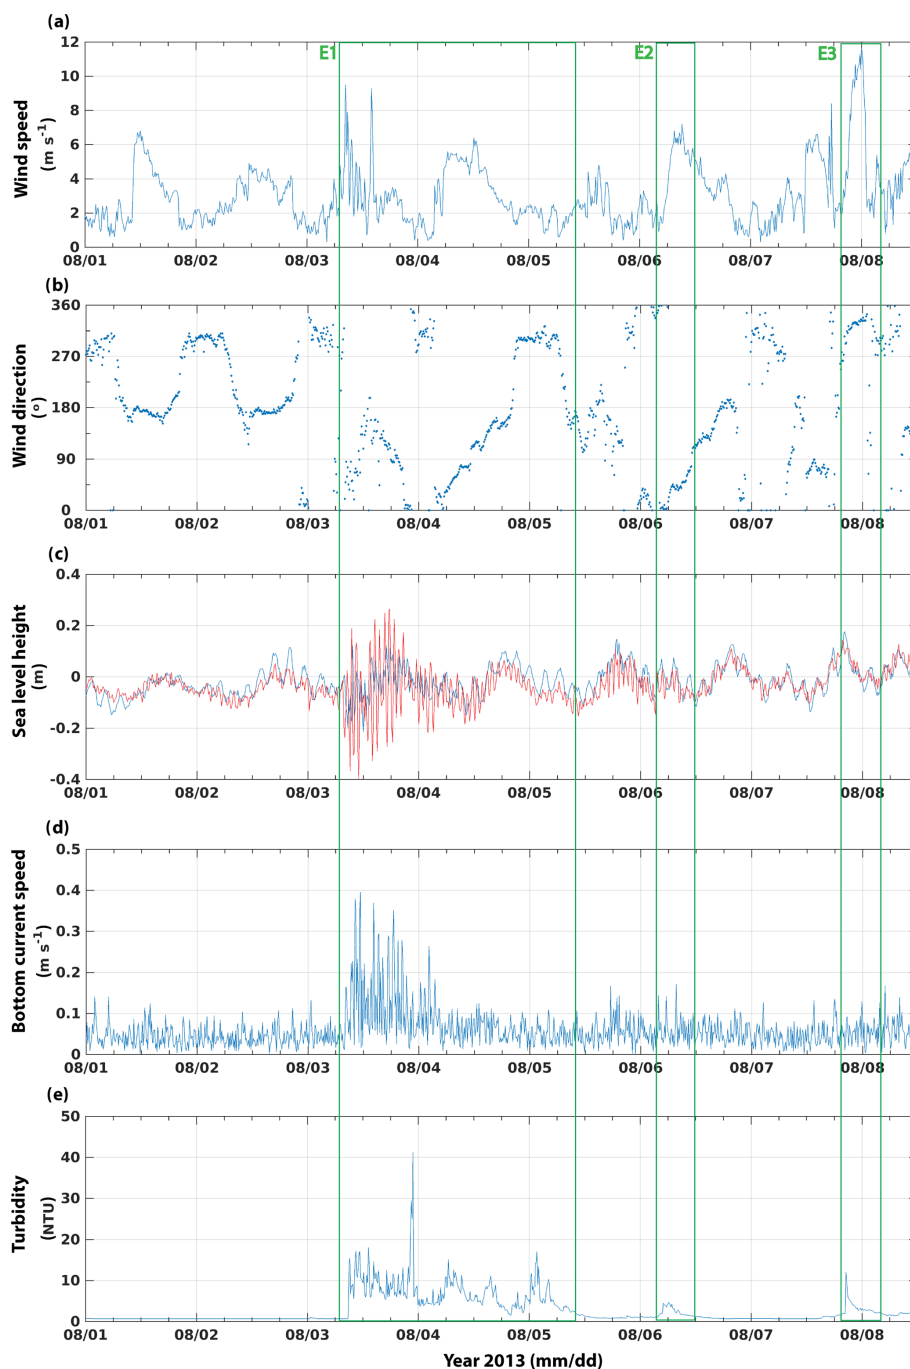 (a)
E1 E2 E3
12
10
8
6
4
2
0
Wind speed
(m s⁻¹)
08/01 08/02 08/03 08/04 08/05 08/06 08/07 08/08
(b)
360
270
180
90
0
Wind direction
(º)
08/01 08/02 08/03 08/04 08/05 08/06 08/07 08/08
(c)
0.4
0.2
0
-0.2
-0.4
Sea level height
(m)
08/01 08/02 08/03 08/04 08/05 08/06 08/07 08/08
(d)
0.5
0.4
0.3
0.2
0.1
0
Bottom current speed
(m s⁻¹)
08/01 08/02 08/03 08/04 08/05 08/06 08/07 08/08
(e)
50
40
30
20
10
0
Turbidity
(NTU)
08/01 08/02 08/03 08/04 08/05 08/06 08/07 08/08
Year 2013 (mm/dd)